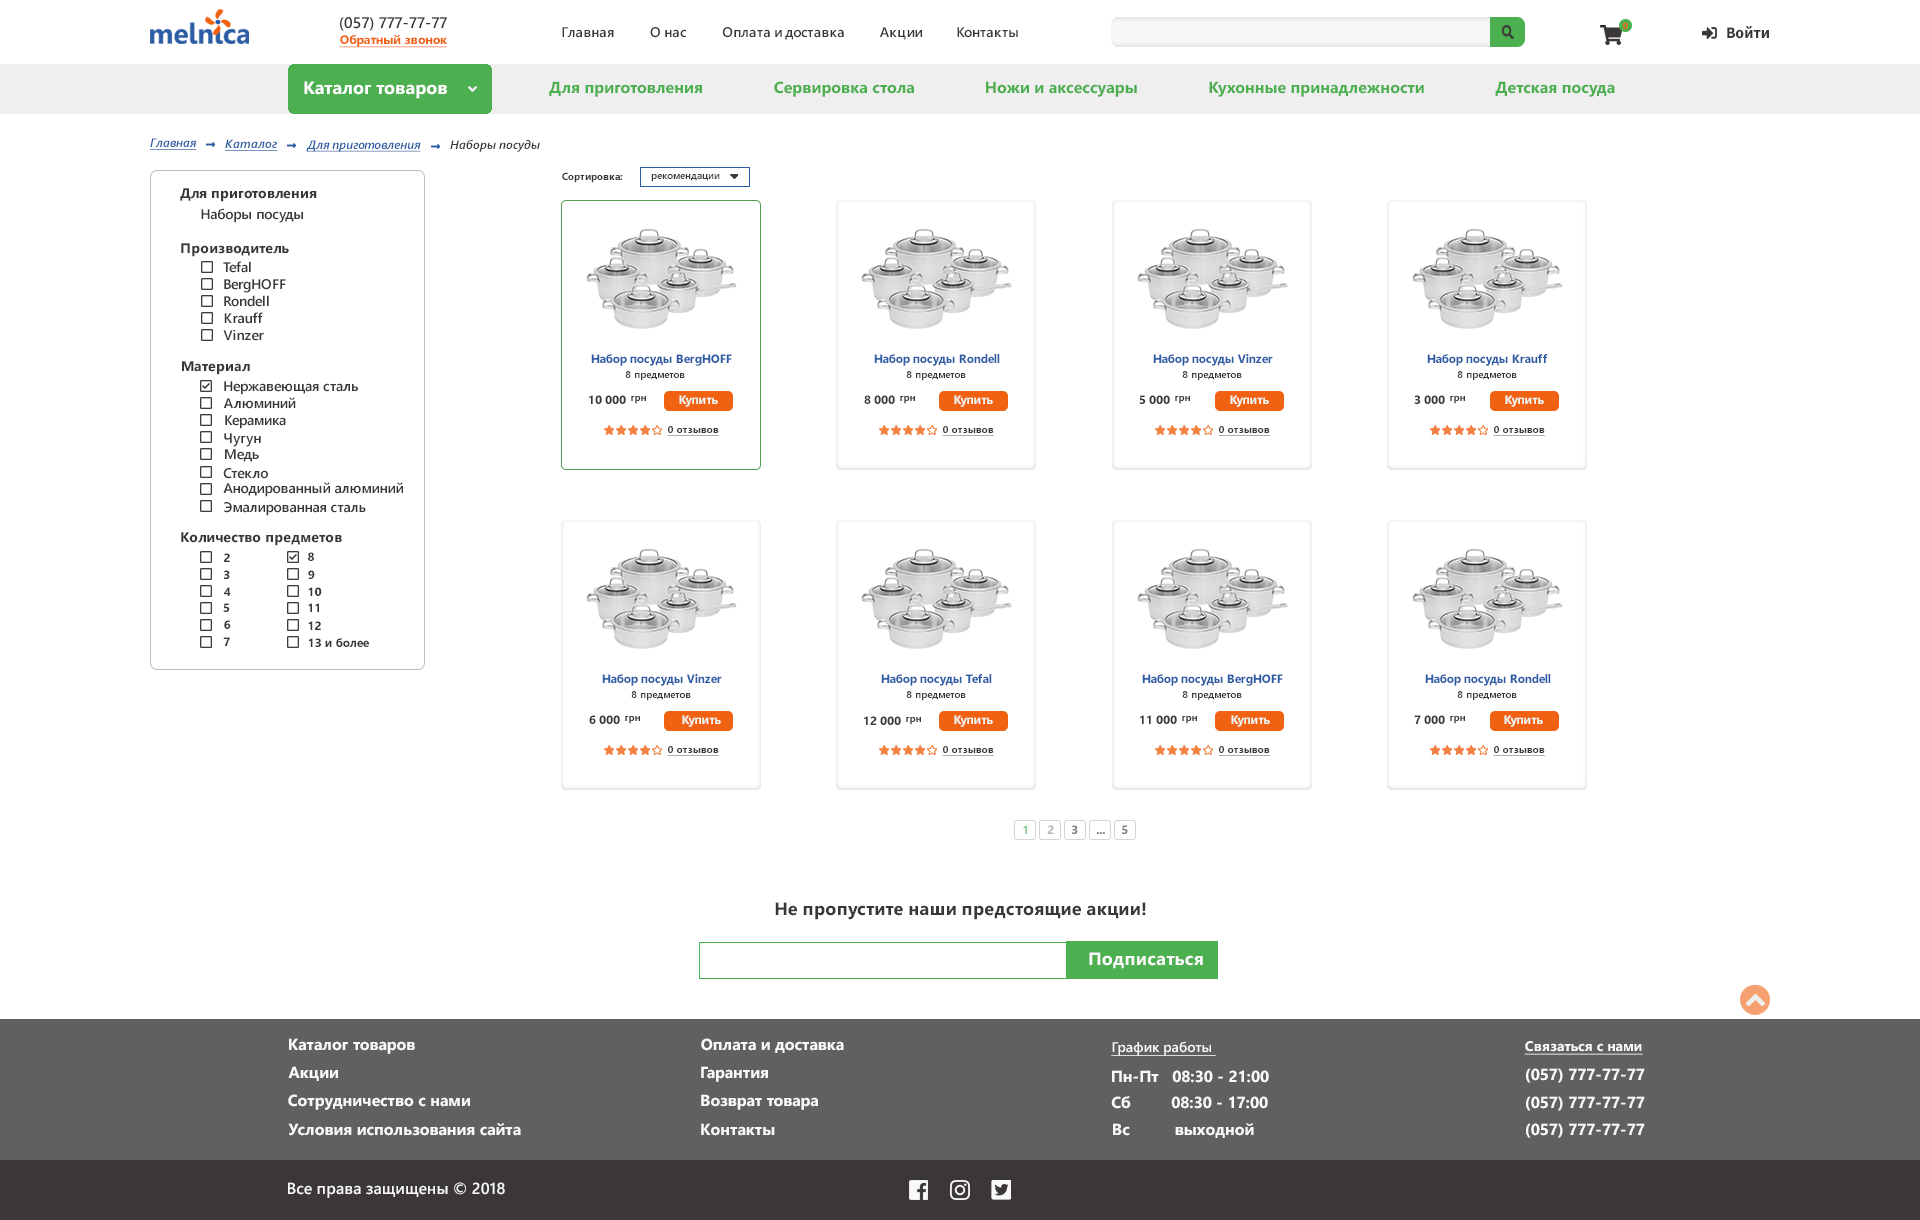 melnica
(057) 777-77-77
Обратный звонок
Главная
О нас
Оплата и доставка
Акции
Контакты
Войти
Каталог товаров
Для приготовления
Сервировка стола
Ножи и аксессуары
Кухонные принадлежности
Детская посуда
Главная
Каталог
Для приготовления
Наборы посуды
Для приготовления
Наборы посуды
Производитель
Tefal
BergHOFF
Rondell
Krauff
Vinzer
Материал
Нержавеющая сталь
Алюминий
Керамика
Чугун
Медь
Стекло
Анодированный алюминий
Эмалированная сталь
Количество предметов
2
8
3
9
4
10
5
11
6
12
7
13 и более
Сортировка:
рекомендации
Набор посуды BergHOFF
8 предметов
10 000 грн
Купить
0 отзывов
Набор посуды Rondell
8 предметов
8 000 грн
Купить
0 отзывов
Набор посуды Vinzer
8 предметов
5 000 грн
Купить
0 отзывов
Набор посуды Krauff
8 предметов
3 000 грн
Купить
0 отзывов
Набор посуды Vinzer
8 предметов
6 000 грн
Купить
0 отзывов
Набор посуды Tefal
8 предметов
12 000 грн
Купить
0 отзывов
Набор посуды BergHOFF
8 предметов
11 000 грн
Купить
0 отзывов
Набор посуды Rondell
8 предметов
7 000 грн
Купить
0 отзывов
1
2
3
...
5
Не пропустите наши предстоящие акции!
Подписаться
Каталог товаров
Акции
Сотрудничество с нами
Условия использования сайта
Оплата и доставка
Гарантия
Возврат товара
Контакты
График работы
Пн-Пт 08:30 - 21:00
Сб 08:30 - 17:00
Вс выходной
Связаться с нами
(057) 777-77-77
(057) 777-77-77
(057) 777-77-77
Все права защищены © 2018